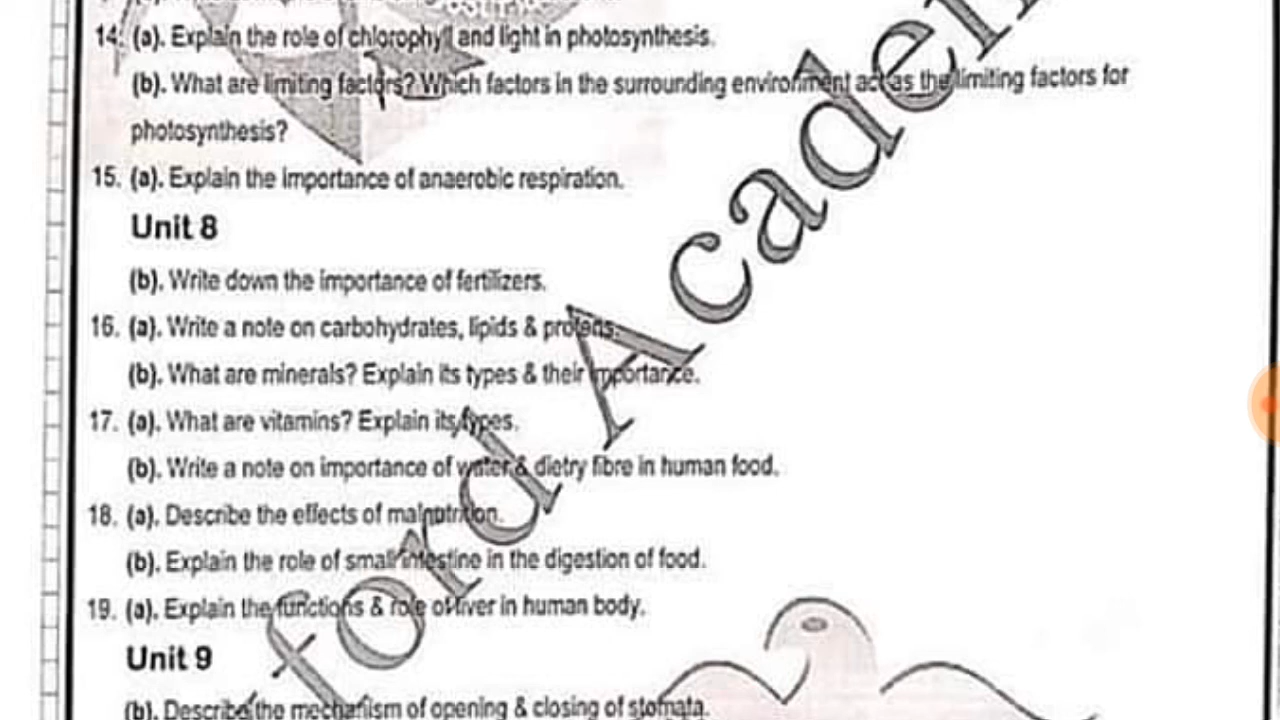 14. (a). Explain the role of chlorophyll and light in photosynthesis.
(b). What are limiting factors? Which factors in the surrounding environment act as the limiting factors for
photosynthesis?
15. (a). Explain the importance of anaerobic respiration.
Unit 8
(b). Write down the importance of fertilizers.
16. (a). Write a note on carbohydrates, lipids & proteins.
(b). What are minerals? Explain its types & their importance.
17. (a). What are vitamins? Explain its types.
(b). Write a note on importance of water & dietry fibre in human food.
18. (a). Describe the effects of malnutrition.
(b). Explain the role of small intestine in the digestion of food.
19. (a). Explain the functions & role of liver in human body.
Unit 9
(b). Describe the mechanism of opening & closing of stomata.
ford Academ